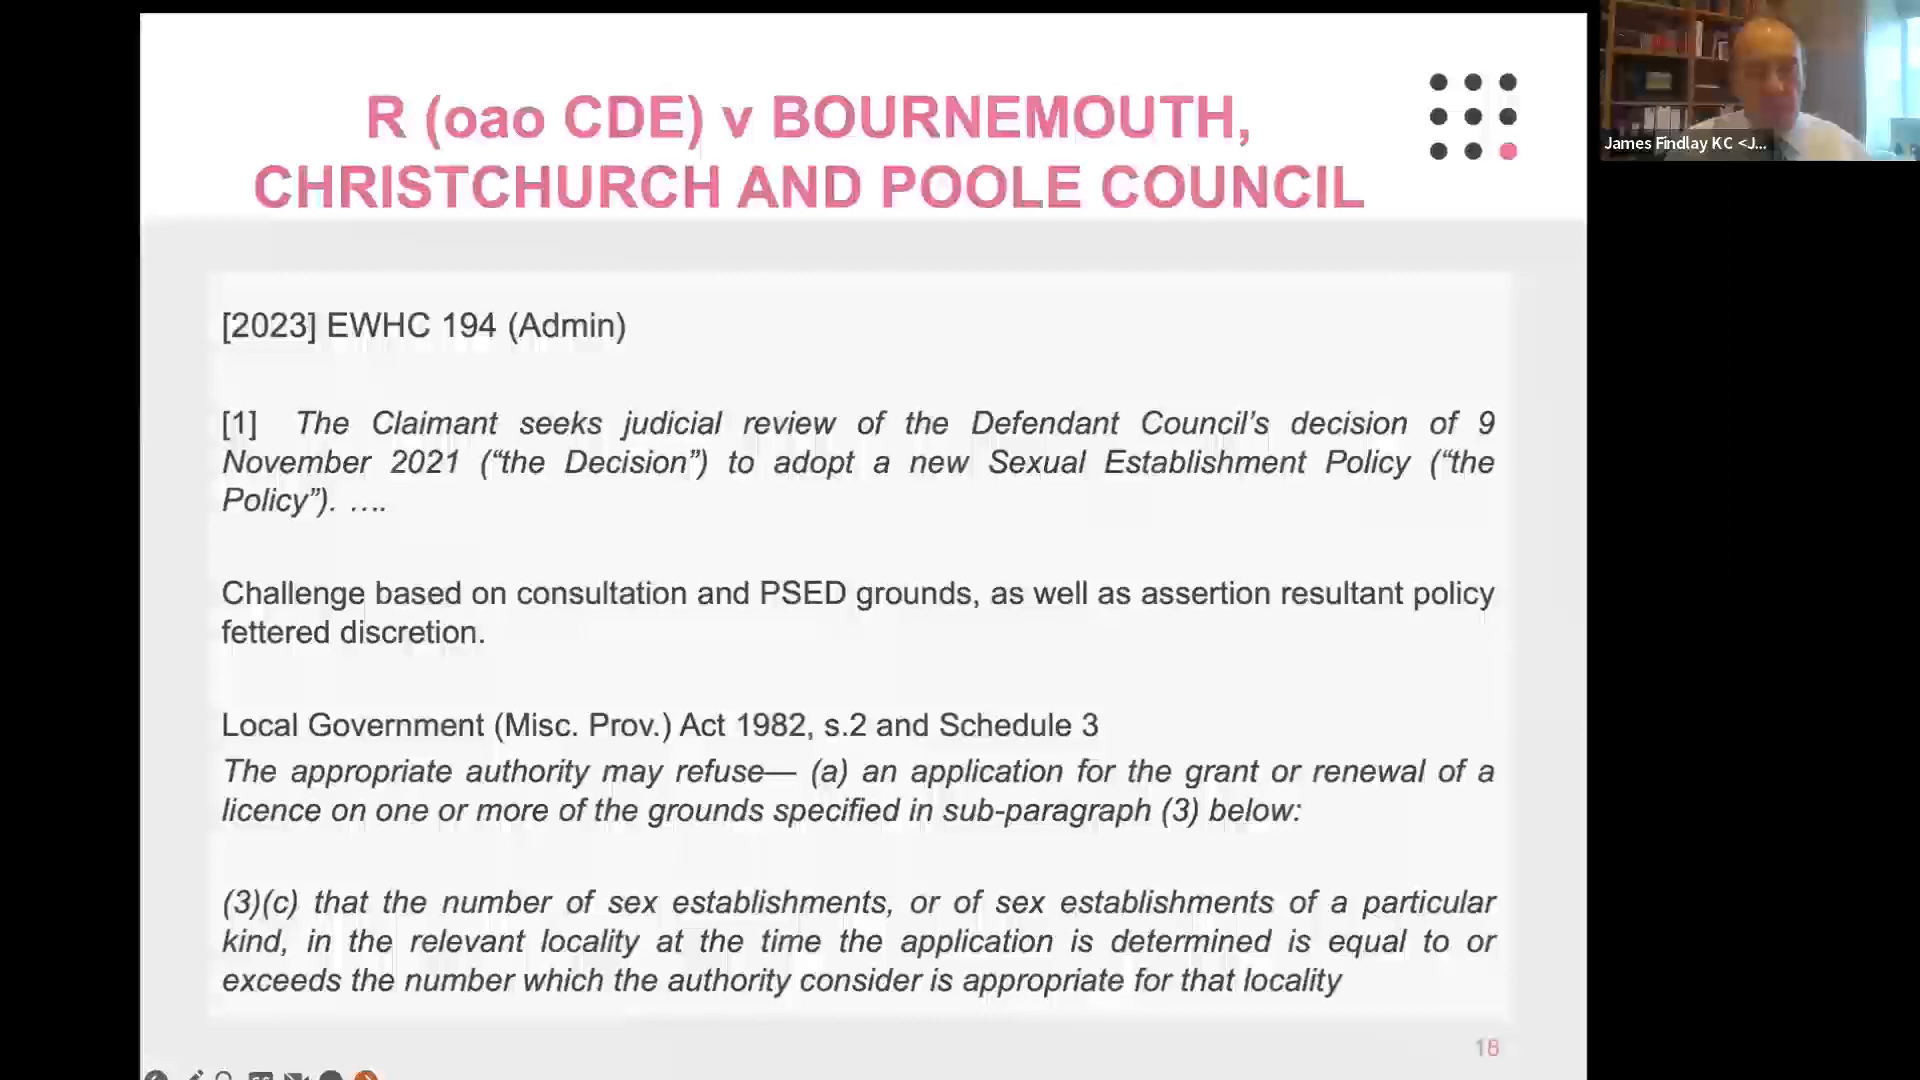 R (oao CDE) v BOURNEMOUTH,
CHRISTCHURCH AND POOLE COUNCIL
James Findlay KC <J...
[2023] EWHC 194 (Admin)
[1] The Claimant seeks judicial review of the Defendant Council’s decision of 9
November 2021 (“the Decision”) to adopt a new Sexual Establishment Policy (“the
Policy”). ….
Challenge based on consultation and PSED grounds, as well as assertion resultant policy
fettered discretion.
Local Government (Misc. Prov.) Act 1982, s.2 and Schedule 3
The appropriate authority may refuse— (a) an application for the grant or renewal of a
licence on one or more of the grounds specified in sub-paragraph (3) below:
(3)(c) that the number of sex establishments, or of sex establishments of a particular
kind, in the relevant locality at the time the application is determined is equal to or
exceeds the number which the authority consider is appropriate for that locality
18